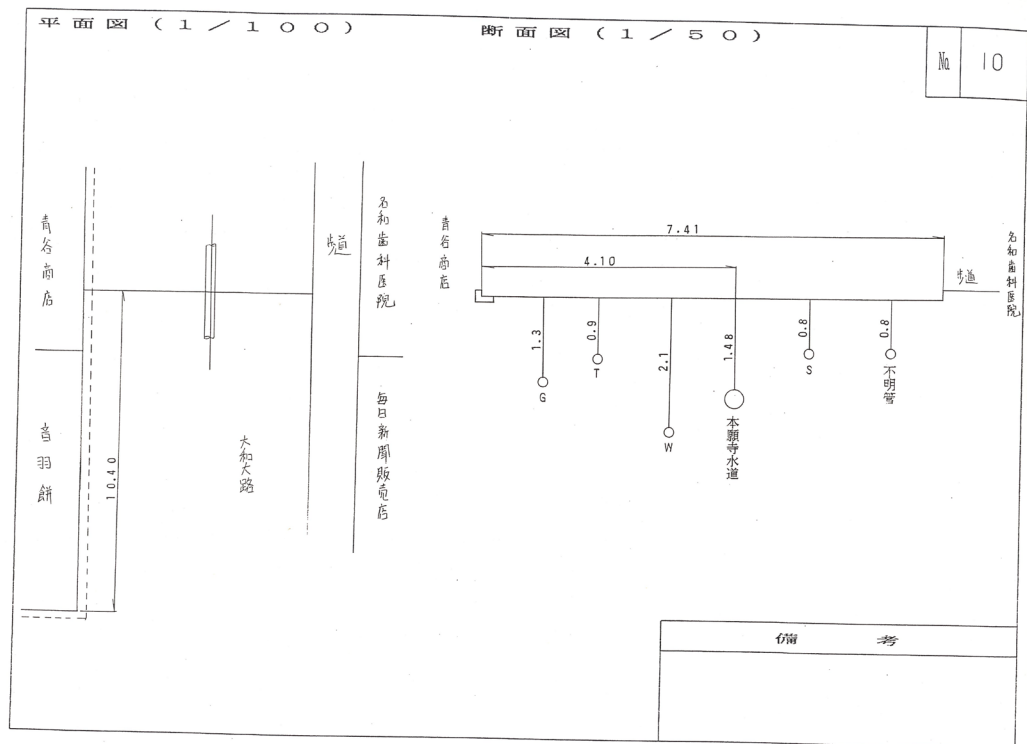 平面図(1/100)
断面図(1/50)
№ 10
青谷商店
音羽餅
10.40
大和大路
歩道
名和歯科医院
毎日新聞販売店
青谷商店
7.41
4.10
歩道
名和歯科医院
1.3
G
0.9
T
2.1
W
1.48
本願寺水道
0.8
S
0.8
不明管
備考